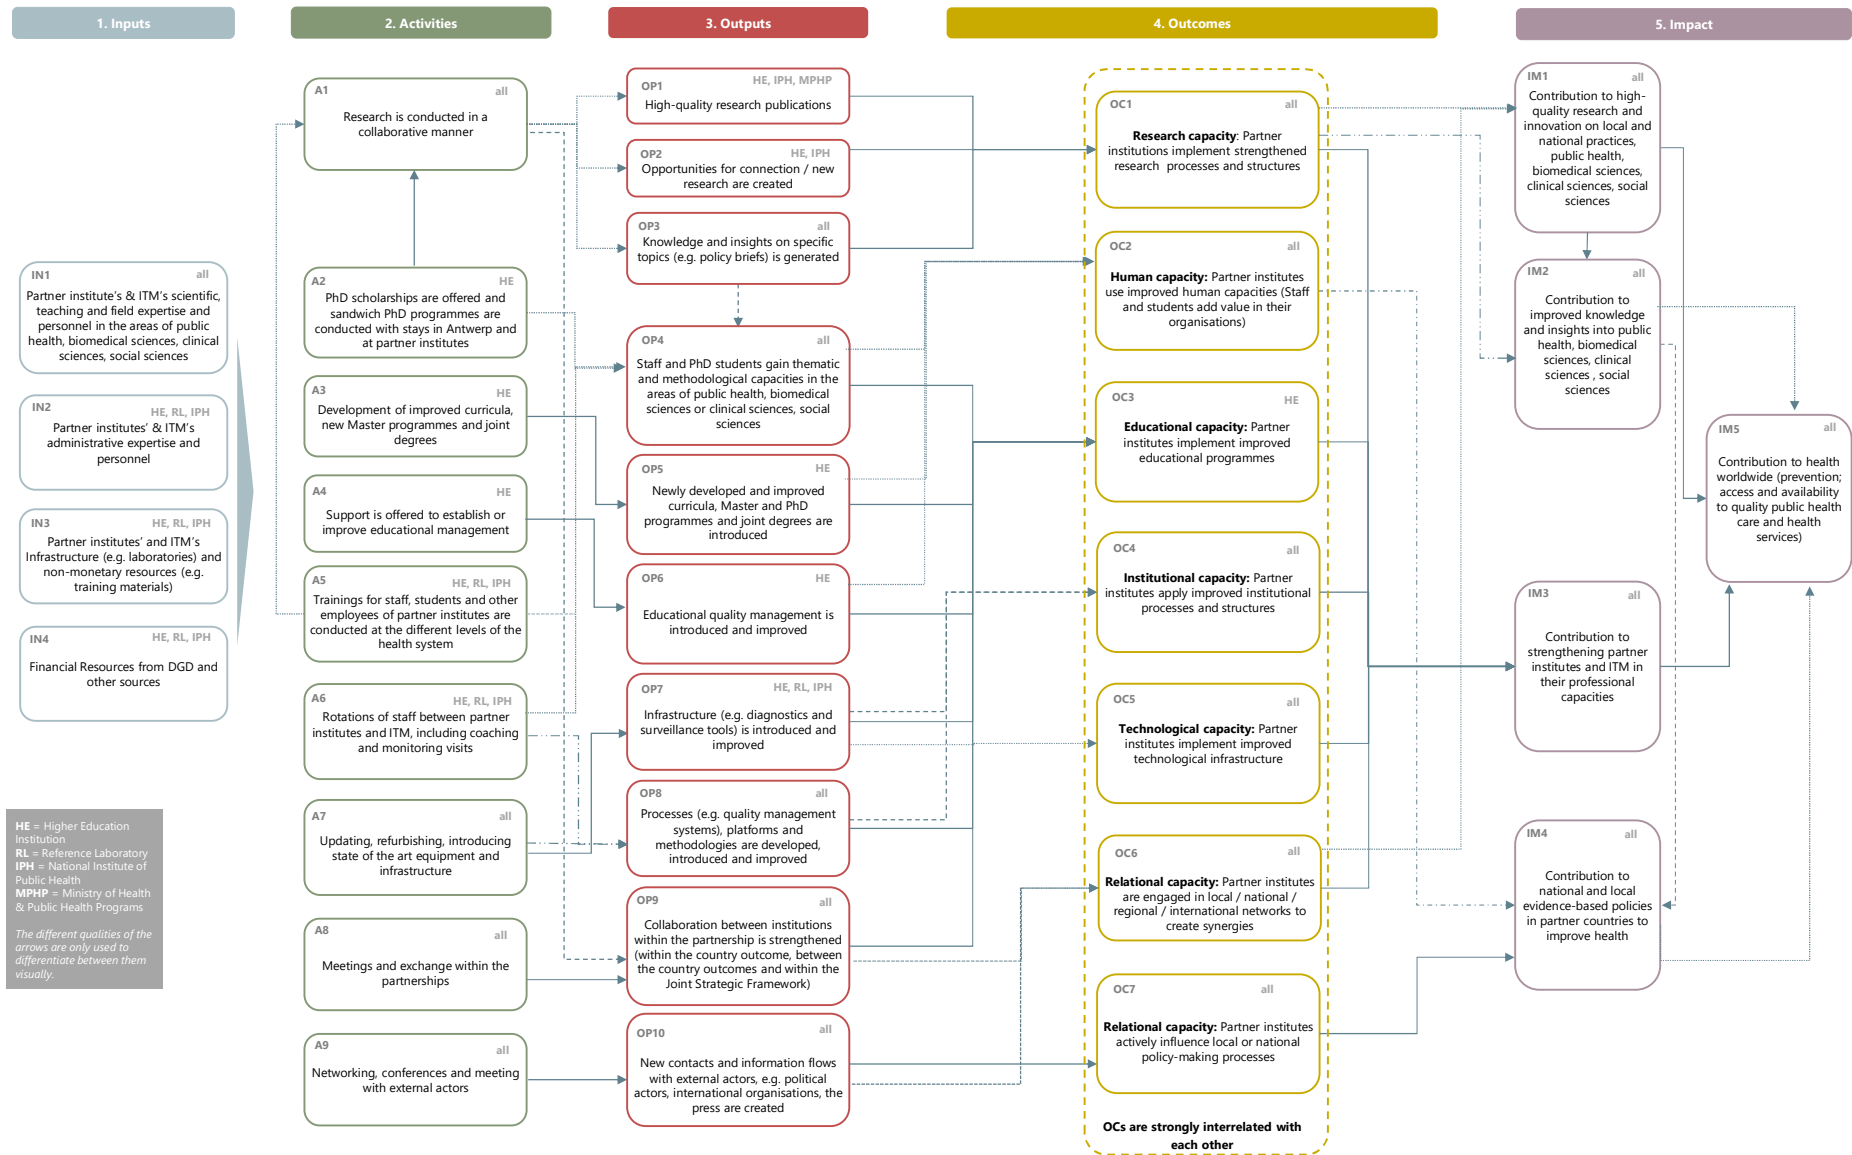 1. Inputs
2. Activities
3. Outputs
4. Outcomes
5. Impact
IN1
all
Partner institute's & ITM's scientific,
teaching and field expertise and
personnel in the areas of public
health, biomedical sciences, clinical
sciences, social sciences
IN2
HE, RL, IPH
Partner institutes' & ITM's
administrative expertise and
personnel
IN3
HE, RL, IPH
Partner institutes' and ITM's
Infrastructure (e.g. laboratories) and
non-monetary resources (e.g.
training materials)
IN4
HE, RL, IPH
Financial Resources from DGD and
other sources
HE = Higher Education
Institution
RL = Reference Laboratory
IPH = National Institute of
Public Health
MPHP = Ministry of Health
& Public Health Programs
The different qualities of the
arrows are only used to
differentiate between them
visually.
A1
all
Research is conducted in a
collaborative manner
A2
HE
PhD scholarships are offered and
sandwich PhD programmes are
conducted with stays in Antwerp and
at partner institutes
A3
HE
Development of improved curricula,
new Master programmes and joint
degrees
A4
HE
Support is offered to establish or
improve educational management
A5
HE, RL, IPH
Trainings for staff, students and other
employees of partner institutes are
conducted at the different levels of the
health system
A6
HE, RL, IPH
Rotations of staff between partner
institutes and ITM, including coaching
and monitoring visits
A7
all
Updating, refurbishing, introducing
state of the art equipment and
infrastructure
A8
all
Meetings and exchange within the
partnerships
A9
all
Networking, conferences and meeting
with external actors
OP1
HE, IPH, MPHP
High-quality research publications
OP2
HE, IPH
Opportunities for connection / new
research are created
OP3
all
Knowledge and insights on specific
topics (e.g. policy briefs) is generated
OP4
all
Staff and PhD students gain thematic
and methodological capacities in the
areas of public health, biomedical
sciences or clinical sciences, social
sciences
OP5
HE
Newly developed and improved
curricula, Master and PhD
programmes and joint degrees are
introduced
OP6
HE
Educational quality management is
introduced and improved
OP7
HE, RL, IPH
Infrastructure (e.g. diagnostics and
surveillance tools) is introduced and
improved
OP8
all
Processes (e.g. quality management
systems), platforms and
methodologies are developed,
introduced and improved
OP9
all
Collaboration between institutions
within the partnership is strengthened
(within the country outcome, between
the country outcomes and within the
Joint Strategic Framework)
OP10
all
New contacts and information flows
with external actors, e.g. political
actors, international organisations, the
press are created
OC1
all
Research capacity: Partner
institutions implement strengthened
research processes and structures
OC2
all
Human capacity: Partner institutes
use improved human capacities (Staff
and students add value in their
organisations)
OC3
HE
Educational capacity: Partner
institutes implement improved
educational programmes
OC4
all
Institutional capacity: Partner
institutes apply improved institutional
processes and structures
OC5
all
Technological capacity: Partner
institutes implement improved
technological infrastructure
OC6
all
Relational capacity: Partner institutes
are engaged in local / national /
regional / international networks to
create synergies
OC7
all
Relational capacity: Partner institutes
actively influence local or national
policy-making processes
OCs are strongly interrelated with
each other
IM1
all
Contribution to high-
quality research and
innovation on local and
national practices,
public health,
biomedical sciences,
clinical sciences, social
sciences
IM2
all
Contribution to
improved knowledge
and insights into public
health, biomedical
sciences, clinical
sciences , social
sciences
IM3
all
Contribution to
strengthening partner
institutes and ITM in
their professional
capacities
IM4
all
Contribution to
national and local
evidence-based policies
in partner countries to
improve health
IM5
all
Contribution to health
worldwide (prevention;
access and availability
to quality public health
care and health
services)